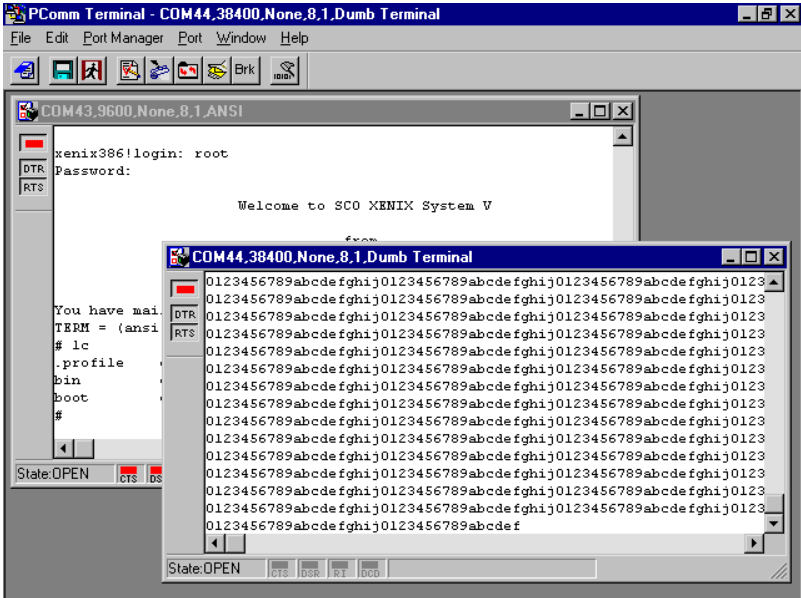 PComm Terminal - COM44,38400,None,8,1,Dumb Terminal
File Edit Port Manager Port Window Help
Brk
COM43,9600,None,8,1,ANSI
DTR
RTS
xenix386!login: root
Password:
Welcome to SCO XENIX System V
from
You have mai
TERM = (ansi
# lc
.profile
bin
boot
#
State:OPEN CTS DS
COM44,38400,None,8,1,Dumb Terminal
DTR
RTS
0123456789abcdefghij0123456789abcdefghij0123456789abcdefghij0123
0123456789abcdefghij0123456789abcdefghij0123456789abcdefghij0123
0123456789abcdefghij0123456789abcdefghij0123456789abcdefghij0123
0123456789abcdefghij0123456789abcdefghij0123456789abcdefghij0123
0123456789abcdefghij0123456789abcdefghij0123456789abcdefghij0123
0123456789abcdefghij0123456789abcdefghij0123456789abcdefghij0123
0123456789abcdefghij0123456789abcdefghij0123456789abcdefghij0123
0123456789abcdefghij0123456789abcdefghij0123456789abcdefghij0123
0123456789abcdefghij0123456789abcdefghij0123456789abcdefghij0123
0123456789abcdefghij0123456789abcdefghij0123456789abcdefghij0123
0123456789abcdefghij0123456789abcdefghij0123456789abcdefghij0123
0123456789abcdefghij0123456789abcdefghij0123456789abcdefghij0123
0123456789abcdefghij0123456789abcdefghij0123456789abcdefghij0123
0123456789abcdefghij0123456789abcdefghij0123456789abcdefghij0123
0123456789abcdefghij0123456789abcdef
State:OPEN CTS DSR RI DCD